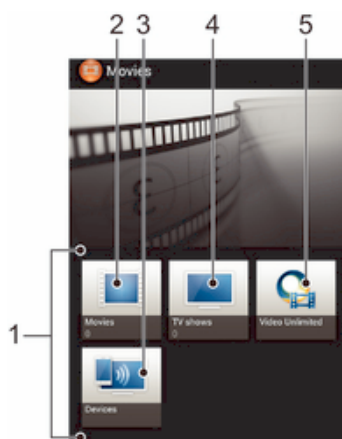 2 3 4 5
Movies
1
Movies
0
TV shows
0
Video Unlimited
Devices